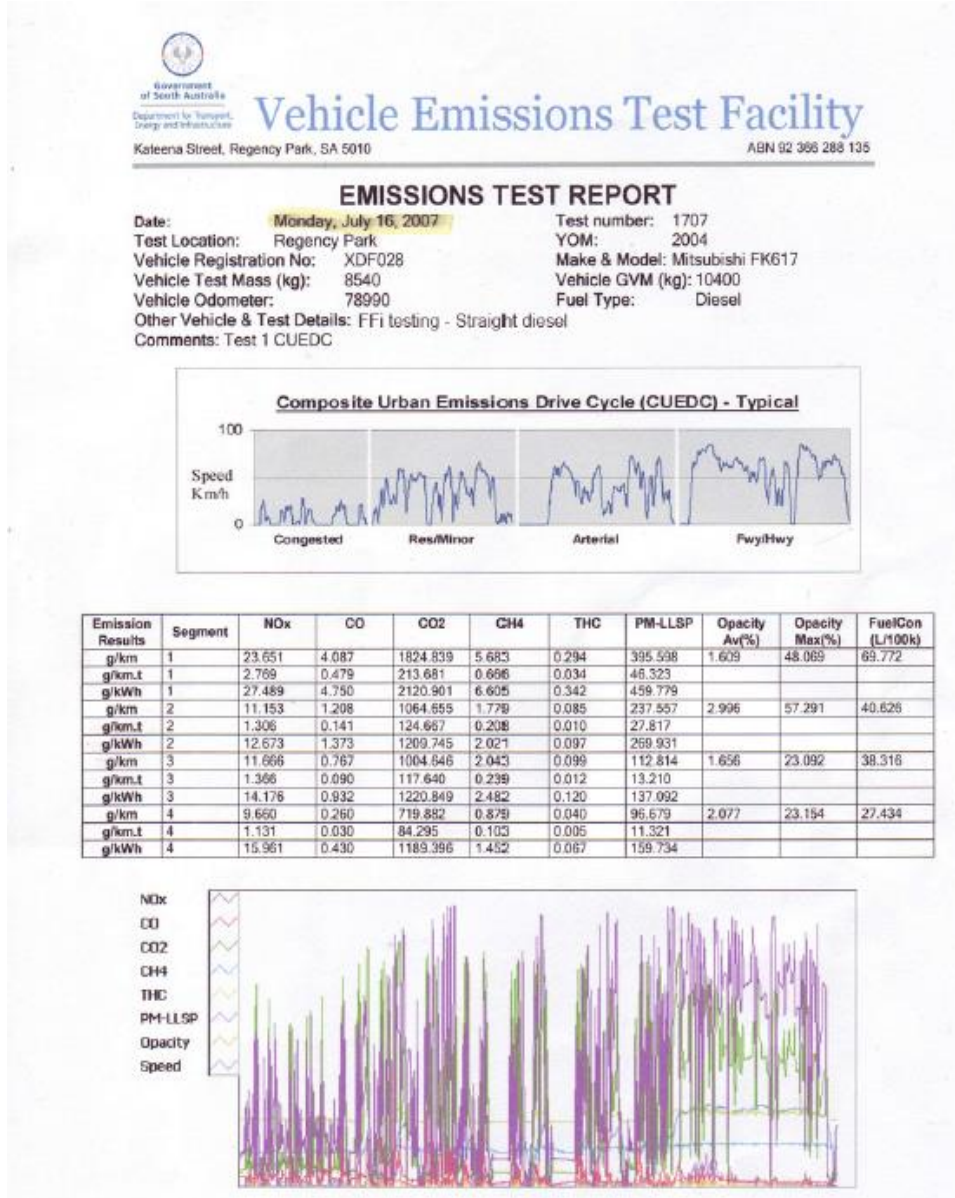 Government
of South Australia
Department for Transport,
Energy and Infrastructure
Vehicle Emissions Test Facility
Kateena Street, Regency Park, SA 5010
ABN 92 366 288 135
EMISSIONS TEST REPORT
Date: Monday, July 16, 2007 Test number: 1707
Test Location: Regency Park YOM: 2004
Vehicle Registration No: XDF028 Make & Model: Mitsubishi FK617
Vehicle Test Mass (kg): 8540 Vehicle GVM (kg): 10400
Vehicle Odometer: 78990 Fuel Type: Diesel
Other Vehicle & Test Details: FFi testing - Straight diesel
Comments: Test 1 CUEDC
Composite Urban Emissions Drive Cycle (CUEDC) - Typical
100
Speed
Km/h
0
Congested Res/Minor Arterial Fwy/Hwy
Emission Results Segment NOx CO CO2 CH4 THC PM-LLSP Opacity Av(%) Opacity Max(%) FuelCon (L/100k)
g/km 1 23.651 4.087 1824.839 5.683 0.294 395.598 1.609 48.069 69.772
g/km.t 1 2.769 0.479 213.681 0.666 0.034 46.323
g/kWh 1 27.489 4.750 2120.901 6.605 0.342 459.779
g/km 2 11.153 1.208 1064.655 1.779 0.085 237.557 2.996 57.291 40.626
g/km.t 2 1.306 0.141 124.667 0.208 0.010 27.817
g/kWh 2 12.673 1.373 1209.745 2.021 0.097 269.931
g/km 3 11.666 0.767 1004.646 2.043 0.099 112.814 1.656 23.092 38.316
g/km.t 3 1.366 0.090 117.640 0.239 0.012 13.210
g/kWh 3 14.176 0.932 1220.849 2.482 0.120 137.092
g/km 4 9.660 0.260 719.882 0.879 0.040 96.679 2.077 23.154 27.434
g/km.t 4 1.131 0.030 84.295 0.103 0.005 11.321
g/kWh 4 15.961 0.430 1189.396 1.452 0.067 159.734
NOx
CO
CO2
CH4
THC
PM-LLSP
Opacity
Speed